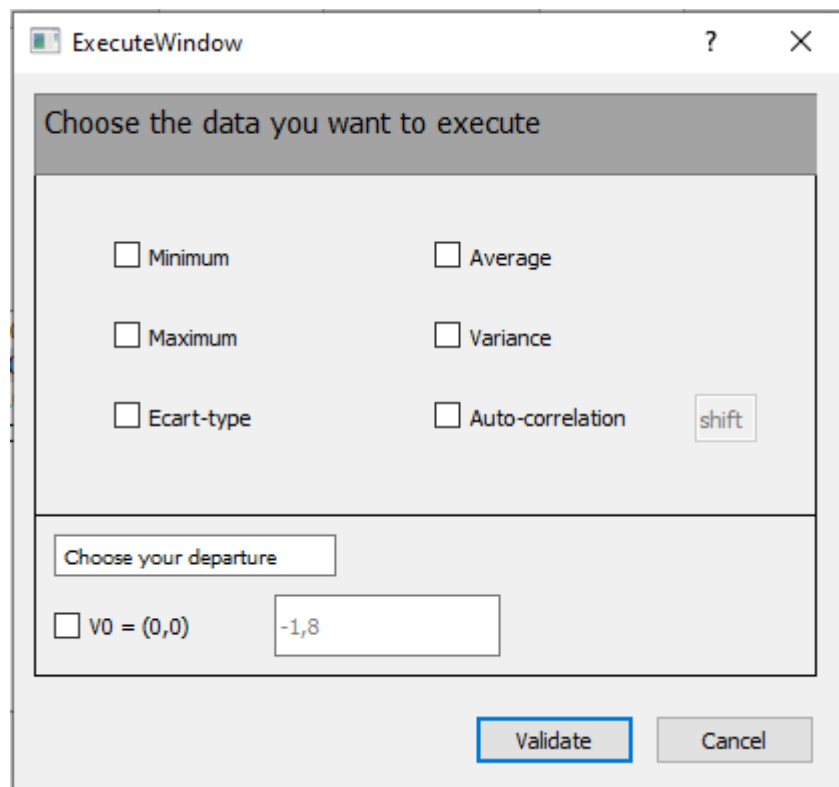 ExecuteWindow ?
Choose the data you want to execute
Minimum Average
Maximum Variance
Ecart-type Auto-correlation shift
Choose your departure
V0 = (0,0) -1,8
Validate Cancel